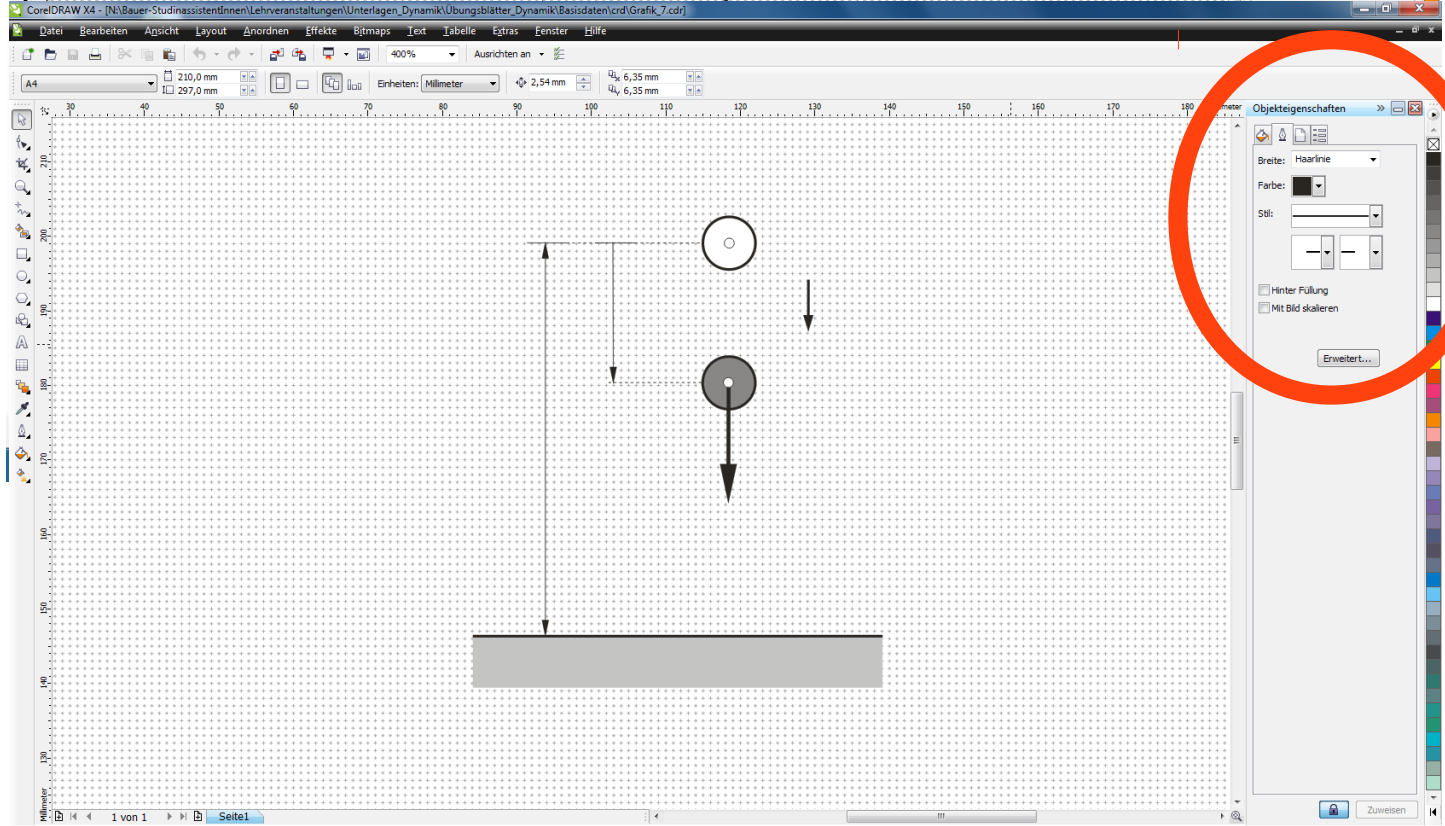 CorelDRAW X4 - [N:\Bauer-StudinassistentInnen\Lehrveranstaltungen\Unterlagen_Dynamik\Übungsblätter_Dynamik\Basisdaten\crd\Grafik_7.cdr]
Datei Bearbeiten Ansicht Layout Anordnen Effekte Bitmaps Text Tabelle Extras Fenster Hilfe
400% Ausrichten an
A4 210,0 mm 297,0 mm Einheiten: Millimeter 2,54 mm x 6,35 mm y 6,35 mm
30 40 50 60 70 80 90 100 110 120 130 140 150 160 170 180 meter
210
200
190
180
170
160
150
140
130
Millimeter
Objekteigenschaften
Breite: Haarlinie
Farbe:
Stil:
Hinter Füllung
Mit Bild skalieren
Erweitert...
Zuweisen
1 von 1 Seite1